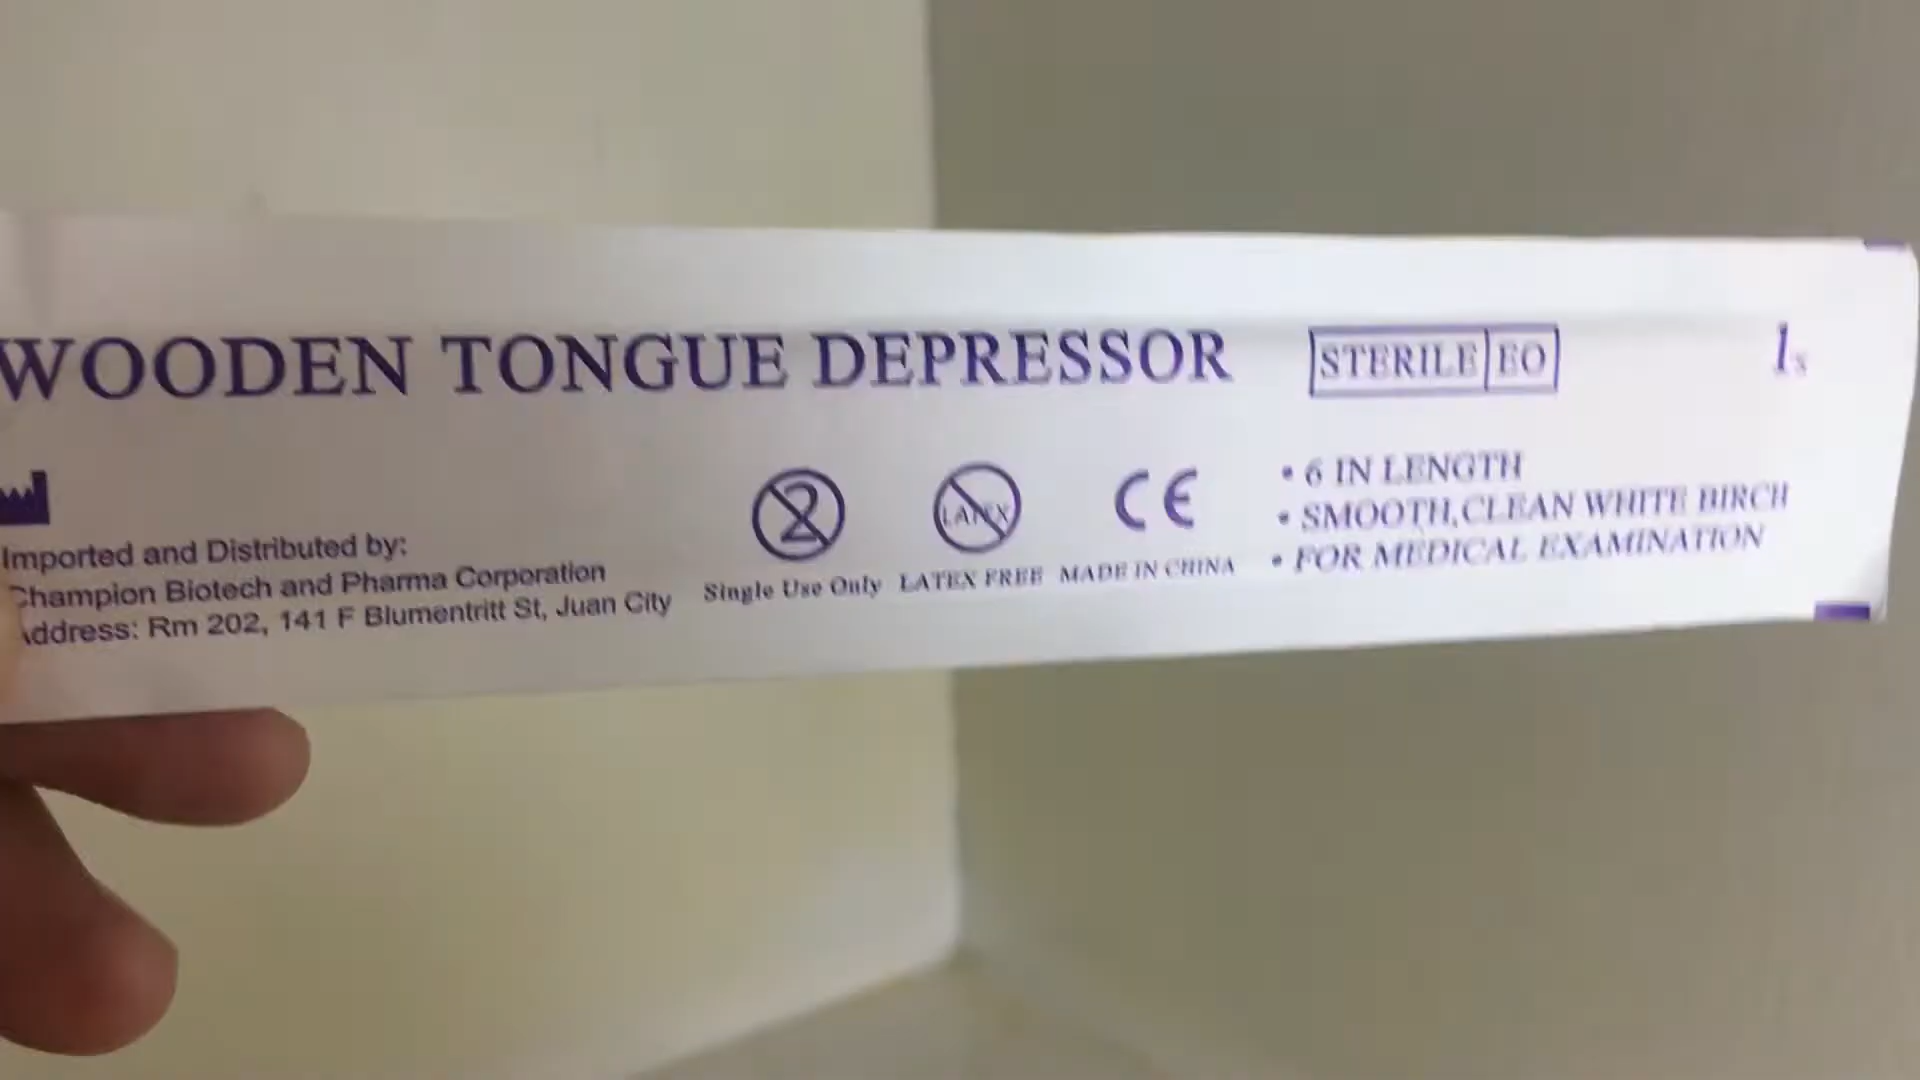 WOODEN TONGUE DEPRESSOR
STERILE EO
1s
2
LATEX
CE
Imported and Distributed by:
Champion Biotech and Pharma Corporation
Address: Rm 202, 141 F Blumentritt St, Juan City
Single Use Only
LATEX FREE
MADE IN CHINA
• 6 IN LENGTH
• SMOOTH, CLEAN WHITE BIRCH
• FOR MEDICAL EXAMINATION